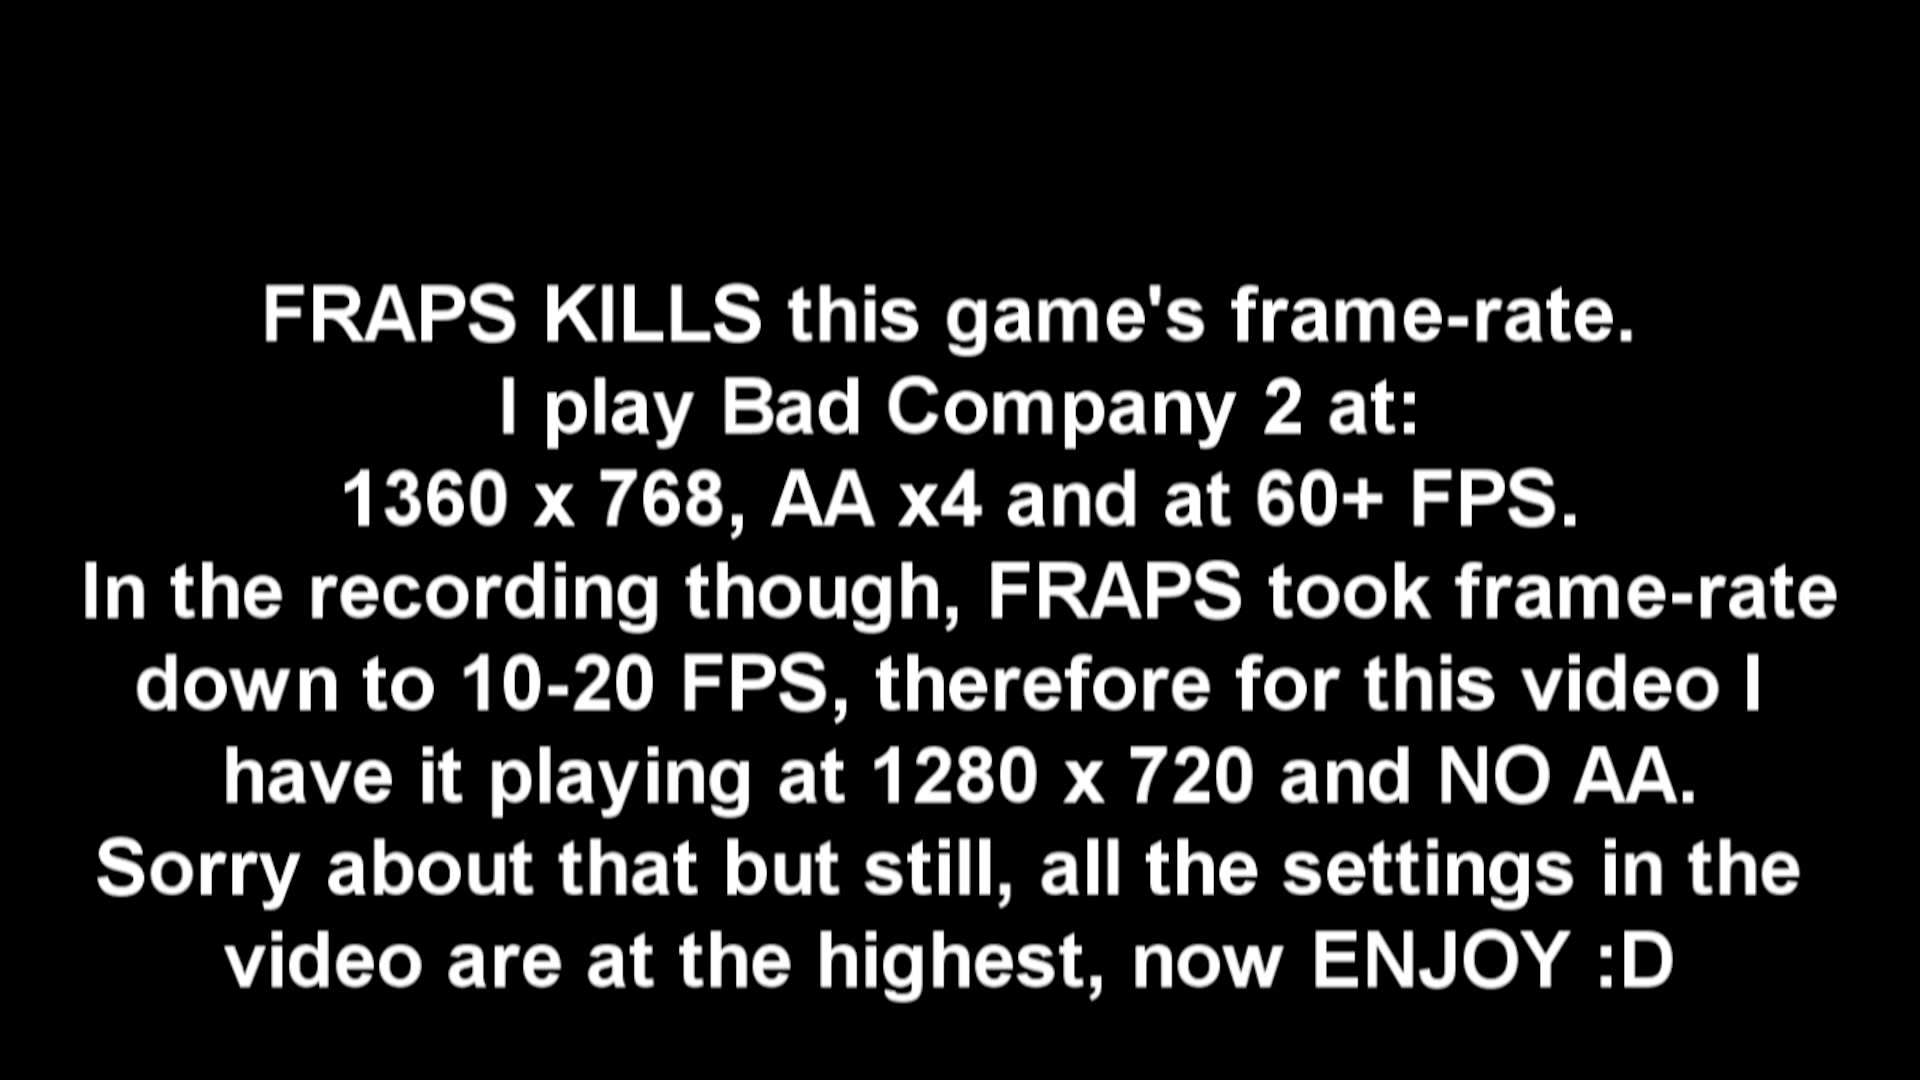 FRAPS KILLS this game's frame-rate.
I play Bad Company 2 at:
1360 x 768, AA x4 and at 60+ FPS.
In the recording though, FRAPS took frame-rate
down to 10-20 FPS, therefore for this video I
have it playing at 1280 x 720 and NO AA.
Sorry about that but still, all the settings in the
video are at the highest, now ENJOY :D